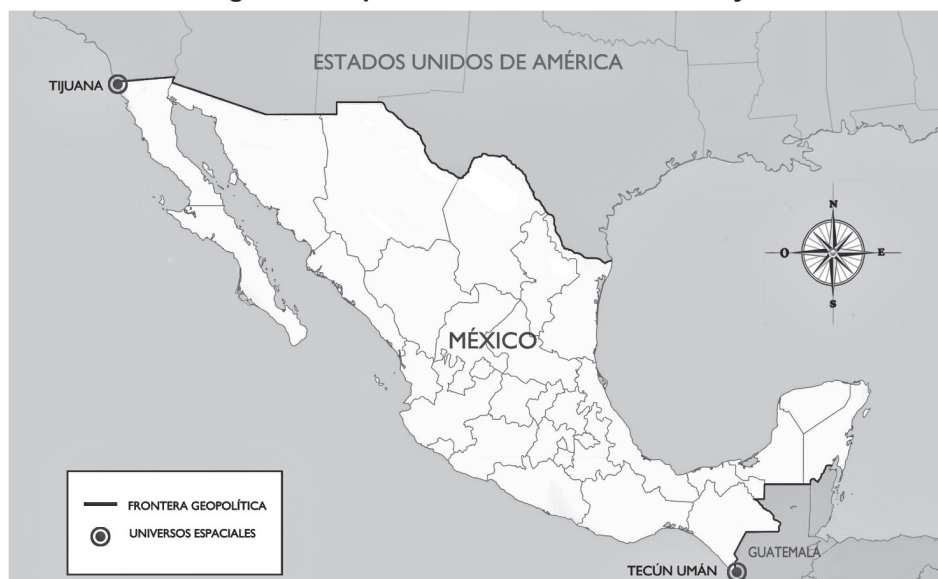 ESTADOS UNIDOS DE AMÉRICA
TIJUANA
N
O
E
S
MÉXICO
FRONTERA GEOPOLÍTICA
UNIVERSOS ESPACIALES
GUATEMALA
TECÚN UMÁN